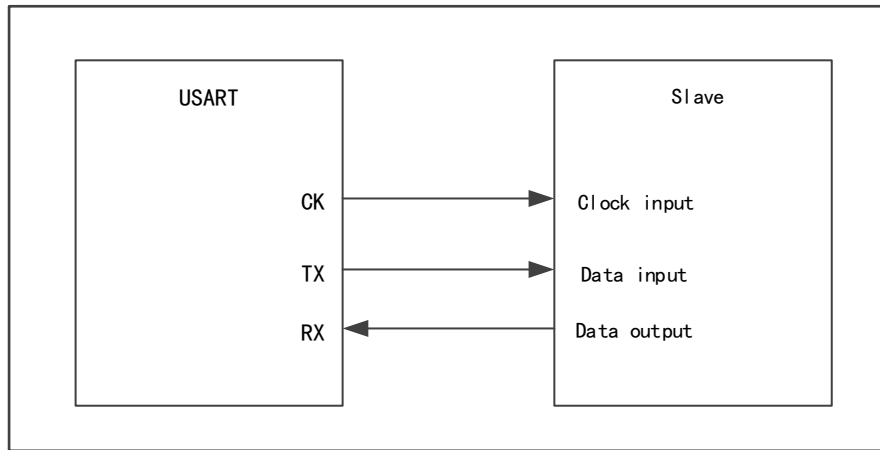 USART
Slave
CK
Clock input
TX
Data input
RX
Data output